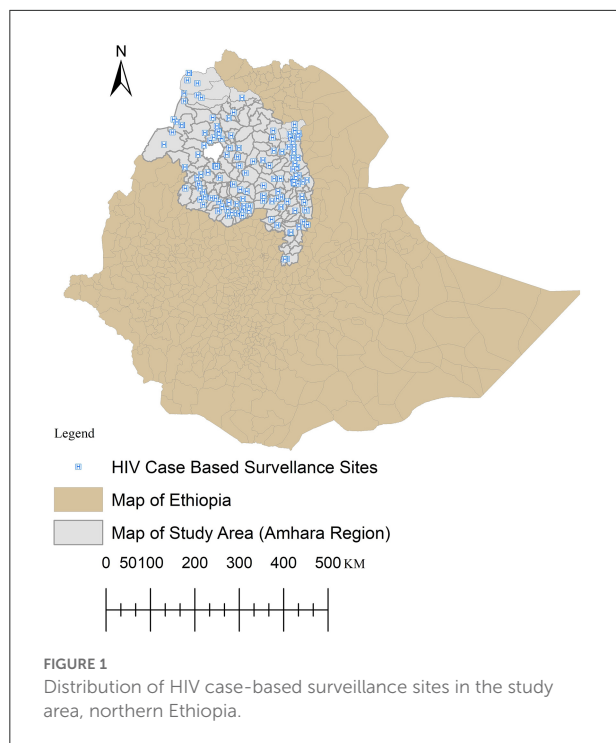 N
Legend
HIV Case Based Survellance Sites
Map of Ethiopia
Map of Study Area (Amhara Region)
0 50100 200 300 400 500 KM
FIGURE 1
Distribution of HIV case-based surveillance sites in the study
area, northern Ethiopia.